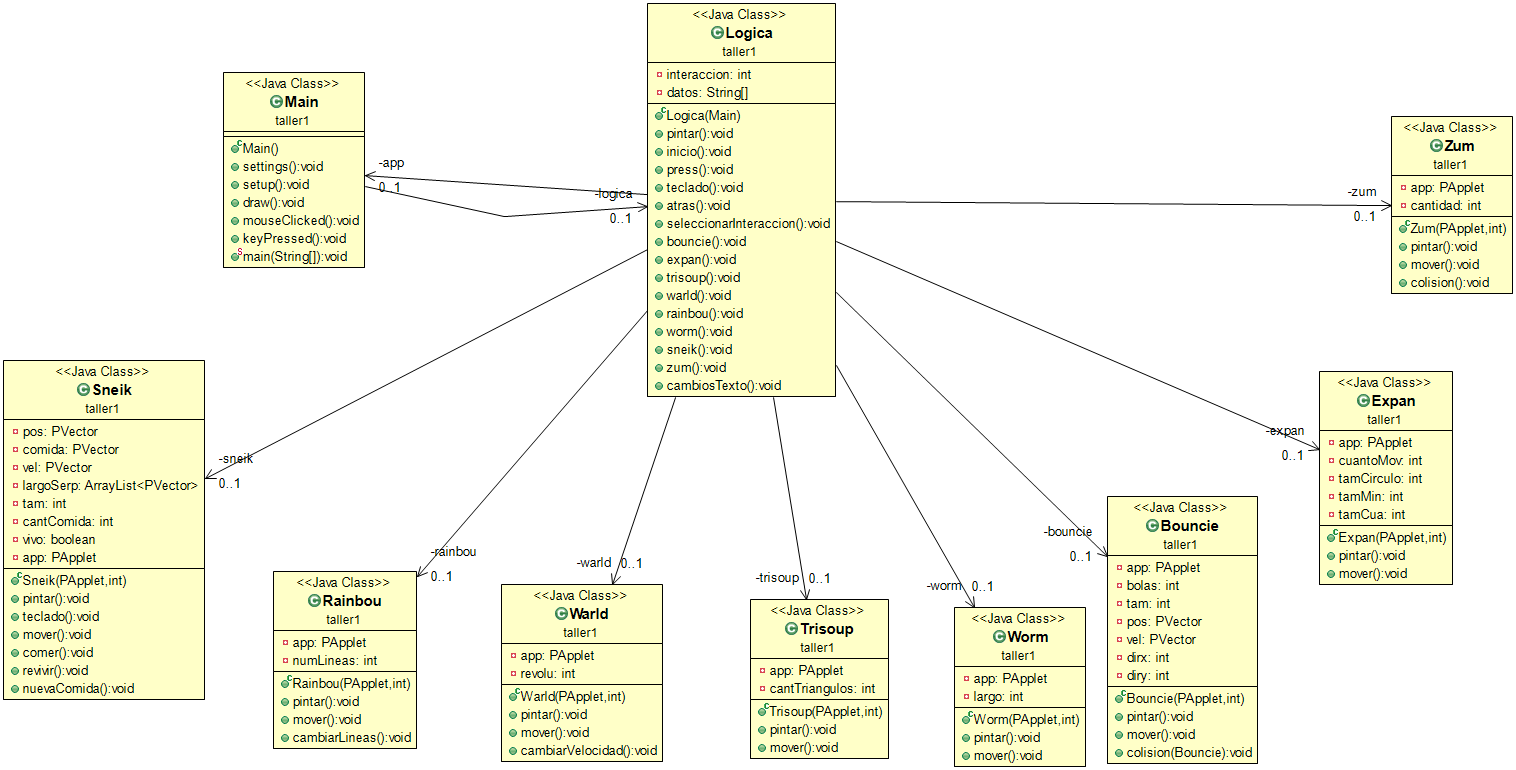 <<Java Class>>
Logica
taller1
interaccion: int
datos: String[]
Logica(Main)
pintar():void
inicio():void
press():void
teclado():void
atras():void
seleccionarInteraccion():void
bouncie():void
expan():void
trisoup():void
warld():void
rainbou():void
worm():void
sneik():void
zum():void
cambiosTexto():void
<<Java Class>>
Main
taller1
Main()
settings():void
setup():void
draw():void
mouseClicked():void
keyPressed():void
main(String[]):void
-app
0..1
-logica
0..1
-zum
0..1
<<Java Class>>
Zum
taller1
app: PApplet
cantidad: int
Zum(PApplet,int)
pintar():void
mover():void
colision():void
<<Java Class>>
Sneik
taller1
pos: PVector
comida: PVector
vel: PVector
largoSerp: ArrayList<PVector>
tam: int
cantComida: int
vivo: boolean
app: PApplet
Sneik(PApplet,int)
pintar():void
teclado():void
mover():void
comer():void
revivir():void
nuevaComida():void
-sneik
0..1
-expan
0..1
<<Java Class>>
Expan
taller1
app: PApplet
cuantoMov: int
tamCirculo: int
tamMin: int
tamCua: int
Expan(PApplet,int)
pintar():void
mover():void
-rainbou
0..1
<<Java Class>>
Rainbou
taller1
app: PApplet
numLineas: int
Rainbou(PApplet,int)
pintar():void
mover():void
cambiarLineas():void
-warld
0..1
<<Java Class>>
Warld
taller1
app: PApplet
revolu: int
Warld(PApplet,int)
pintar():void
mover():void
cambiarVelocidad():void
-trisoup
0..1
<<Java Class>>
Trisoup
taller1
app: PApplet
cantTriangulos: int
Trisoup(PApplet,int)
pintar():void
mover():void
-worm
0..1
<<Java Class>>
Worm
taller1
app: PApplet
largo: int
Worm(PApplet,int)
pintar():void
mover():void
-bouncie
0..1
<<Java Class>>
Bouncie
taller1
app: PApplet
bolas: int
tam: int
pos: PVector
vel: PVector
dirx: int
diry: int
Bouncie(PApplet,int)
pintar():void
mover():void
colision(Bouncie):void